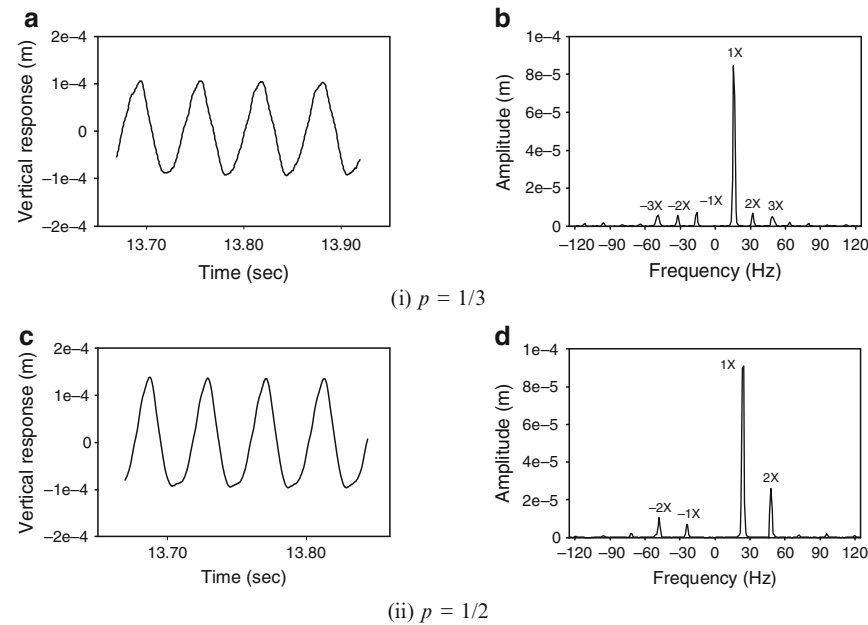 a
2e−4
1e−4
0
−1e−4
−2e−4
Vertical response (m)
13.70 13.80 13.90
Time (sec)
b
1e−4
8e−5
6e−5
4e−5
2e−5
0
Amplitude (m)
1X
−3X −2X −1X 2X 3X
−120 −90 −60 −30 0 30 60 90 120
Frequency (Hz)
(i) p = 1/3
c
2e−4
1e−4
0
−1e−4
−2e−4
Vertical response (m)
13.70 13.80
Time (sec)
d
1e−4
8e−5
6e−5
4e−5
2e−5
0
Amplitude (m)
1X
2X
−2X −1X
−120 −90 −60 −30 0 30 60 90 120
Frequency (Hz)
(ii) p = 1/2